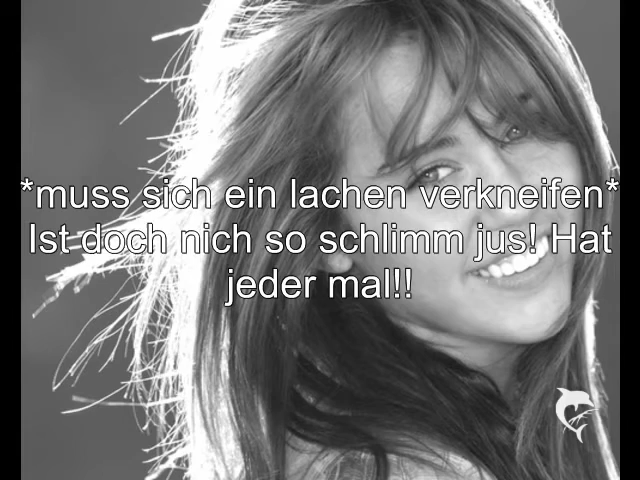 *muss sich ein lachen verkneifen*
Ist doch nich so schlimm jus! Hat
jeder mal!!